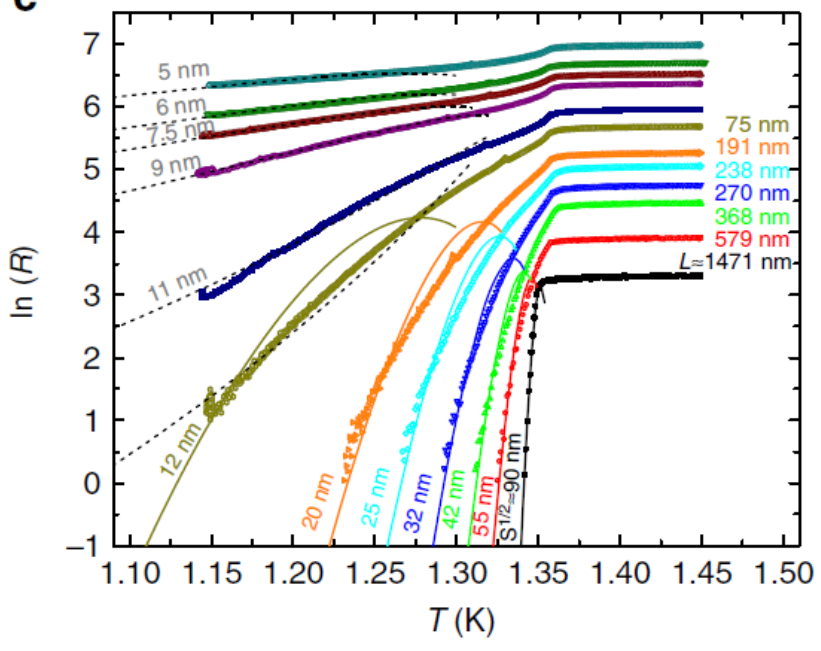 c
ln (R)
7
6
5
4
3
2
1
0
–1
5 nm
6 nm
7.5 nm
9 nm
11 nm
12 nm
20 nm
25 nm
32 nm
42 nm
55 nm
S1/2≈90 nm
75 nm
191 nm
238 nm
270 nm
368 nm
579 nm
L≈1471 nm
1.10 1.15 1.20 1.25 1.30 1.35 1.40 1.45 1.50
T (K)